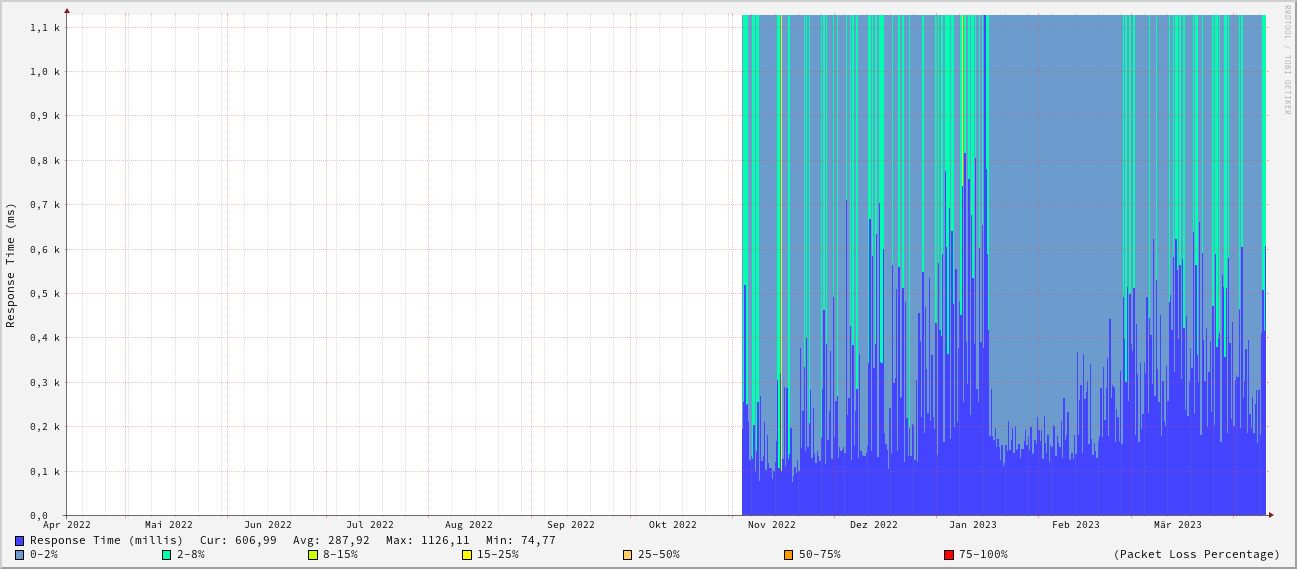 RRDTOOL / TOBI OETIKER
Response Time (ms)
1,1 k
1,0 k
0,9 k
0,8 k
0,7 k
0,6 k
0,5 k
0,4 k
0,3 k
0,2 k
0,1 k
0,0
Apr 2022 Mai 2022 Jun 2022 Jul 2022 Aug 2022 Sep 2022 Okt 2022 Nov 2022 Dez 2022 Jan 2023 Feb 2023 Mär 2023
Response Time (millis) Cur: 606,99 Avg: 287,92 Max: 1126,11 Min: 74,77
0-2% 2-8% 8-15% 15-25% 25-50% 50-75% 75-100% (Packet Loss Percentage)